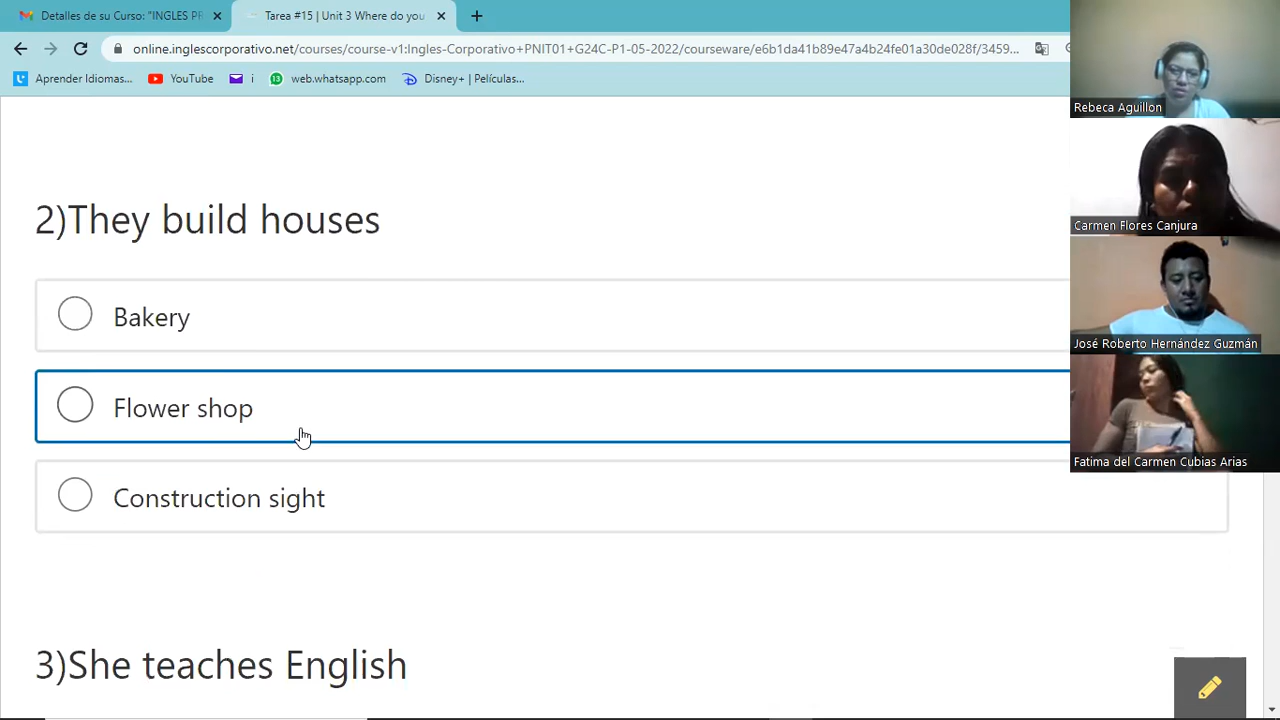 Detalles de su Curso: "INGLES PR
Tarea #15 | Unit 3 Where do you
online.inglescorporativo.net/courses/course-v1:Ingles-Corporativo+PNIT01+G24C-P1-05-2022/courseware/e6b1da41b89e47a4b24fe01a30de028f/3459...
Aprender Idiomas...
YouTube
i
web.whatsapp.com
Disney+ | Películas,...
Rebeca Aguillon
Carmen Flores Canjura
José Roberto Hernández Guzmán
Fatima del Carmen Cubias Arias
2)They build houses
Bakery
Flower shop
Construction sight
3)She teaches English